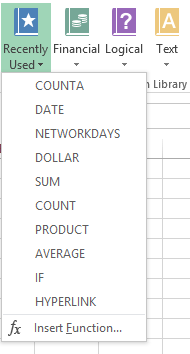 Recently
Used
Financial
Logical
Text
n Library
COUNTA
DATE
NETWORKDAYS
DOLLAR
SUM
COUNT
PRODUCT
AVERAGE
IF
HYPERLINK
fx Insert Function...